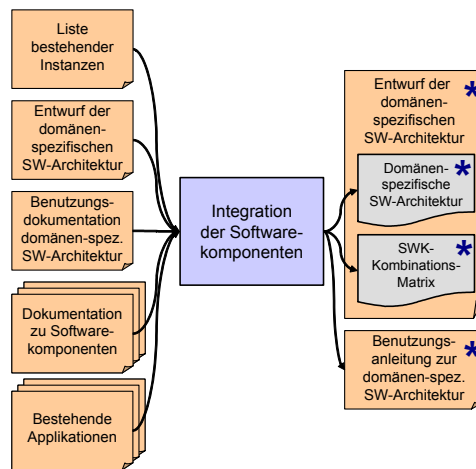 Liste
bestehender
Instanzen
Entwurf der
domänen-
spezifischen
SW-Architektur
Benutzungs-
dokumentation
domänen-spez.
SW-Architektur
Dokumentation
zu Software-
komponenten
Bestehende
Applikationen
Integration
der Software-
komponenten
Entwurf der *
domänen-
spezifischen
SW-Architektur
Domänen- *
spezifische
SW-Architektur
SWK- *
Kombinations-
Matrix
Benutzungs- *
anleitung zur
domänen-spez.
SW-Architektur